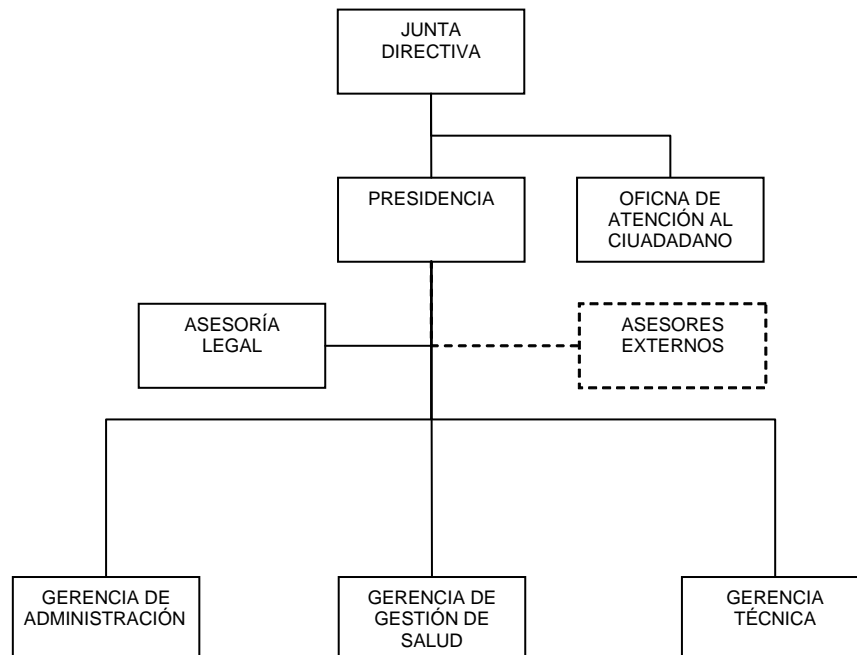 JUNTA
DIRECTIVA
PRESIDENCIA
OFICNA DE
ATENCIÓN AL
CIUADADANO
ASESORÍA
LEGAL
ASESORES
EXTERNOS
GERENCIA DE
ADMINISTRACIÓN
GERENCIA DE
GESTIÓN DE
SALUD
GERENCIA
TÉCNICA